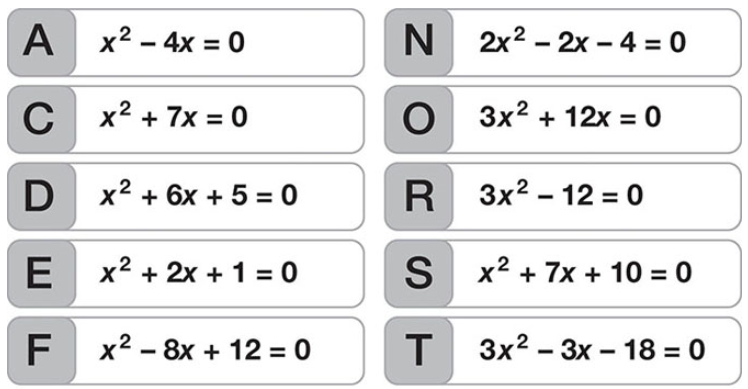 A x² – 4x = 0
C x² + 7x = 0
D x² + 6x + 5 = 0
E x² + 2x + 1 = 0
F x² – 8x + 12 = 0
N 2x² – 2x – 4 = 0
O 3x² + 12x = 0
R 3x² – 12 = 0
S x² + 7x + 10 = 0
T 3x² – 3x – 18 = 0